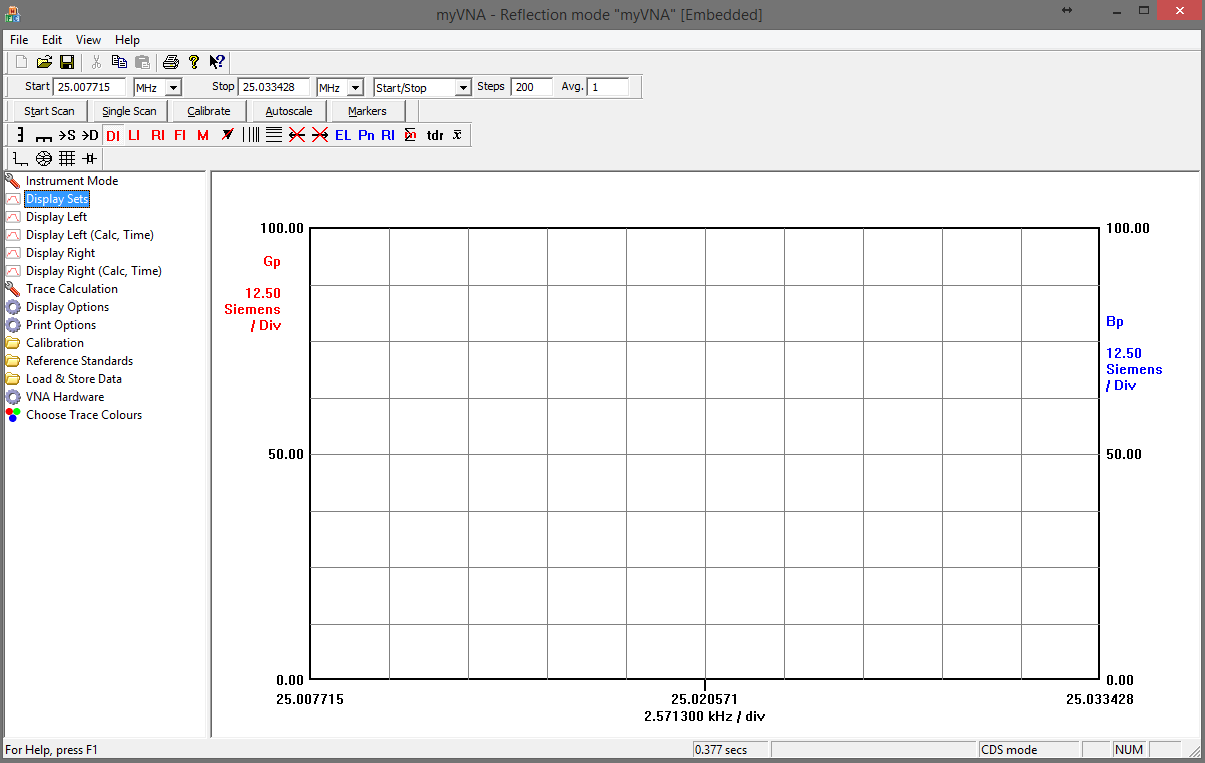 myVNA - Reflection mode "myVNA" [Embedded]
File Edit View Help
Start 25.007715 MHz Stop 25.033428 MHz Start/Stop Steps 200 Avg. 1
Start Scan Single Scan Calibrate Autoscale Markers
>S >D DI LI RI FI M EL Pn RI tdr x
Instrument Mode
Display Sets
Display Left
Display Left (Calc, Time)
Display Right
Display Right (Calc, Time)
Trace Calculation
Display Options
Print Options
Calibration
Reference Standards
Load & Store Data
VNA Hardware
Choose Trace Colours
100.00
Gp
12.50
Siemens
/ Div
50.00
0.00
100.00
Bp
12.50
Siemens
/ Div
50.00
0.00
25.007715 25.020571 25.033428
2.571300 kHz / div
For Help, press F1 0.377 secs CDS mode NUM